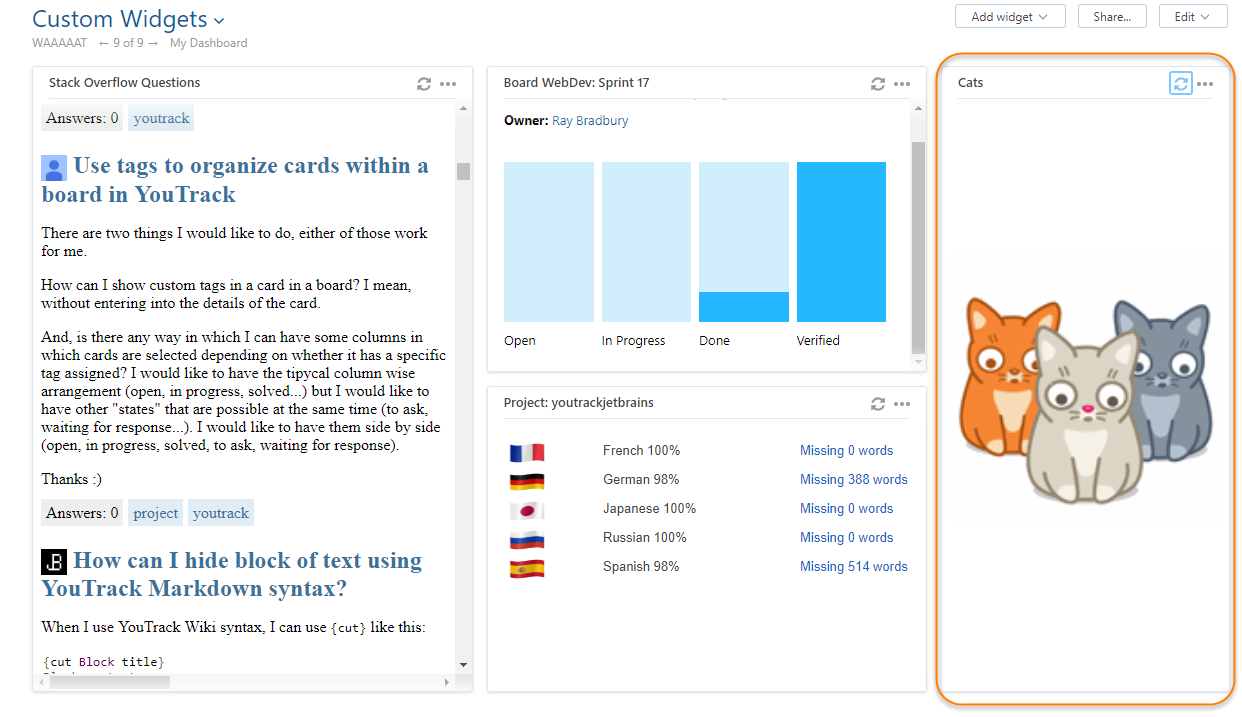 Custom Widgets
WAAAAAT ← 9 of 9 → My Dashboard
Add widget
Share...
Edit
Stack Overflow Questions
Answers: 0 youtrack
Use tags to organize cards within a
board in YouTrack
There are two things I would like to do, either of those work
for me.
How can I show custom tags in a card in a board? I mean,
without entering into the details of the card.
And, is there any way in which I can have some columns in
which cards are selected depending on whether it has a specific
tag assigned? I would like to have the tipycal column wise
arrangement (open, in progress, solved...) but I would like to
have other "states" that are possible at the same time (to ask,
waiting for response...). I would like to have them side by side
(open, in progress, solved, to ask, waiting for response).
Thanks :)
Answers: 0 project youtrack
JB How can I hide block of text using
YouTrack Markdown syntax?
When I use YouTrack Wiki syntax, I can use {cut} like this:
{cut Block title}
Board WebDev: Sprint 17
Owner: Ray Bradbury
Open In Progress Done Verified
Project: youtrackjetbrains
French 100% Missing 0 words
German 98% Missing 388 words
Japanese 100% Missing 0 words
Russian 100% Missing 0 words
Spanish 98% Missing 514 words
Cats